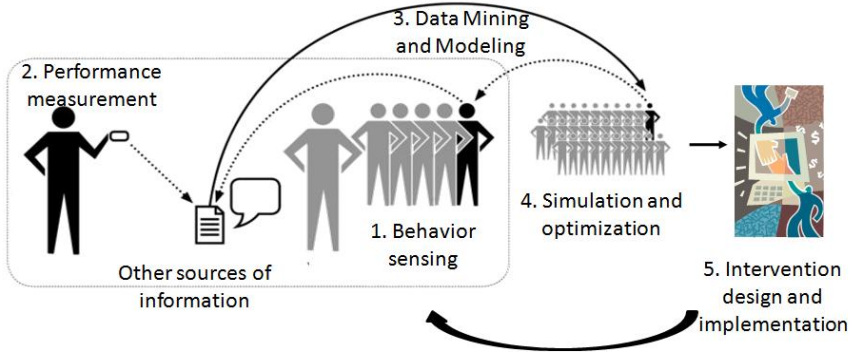 3. Data Mining
and Modeling
2. Performance
measurement
1. Behavior
sensing
Other sources of
information
4. Simulation and
optimization
5. Intervention
design and
implementation